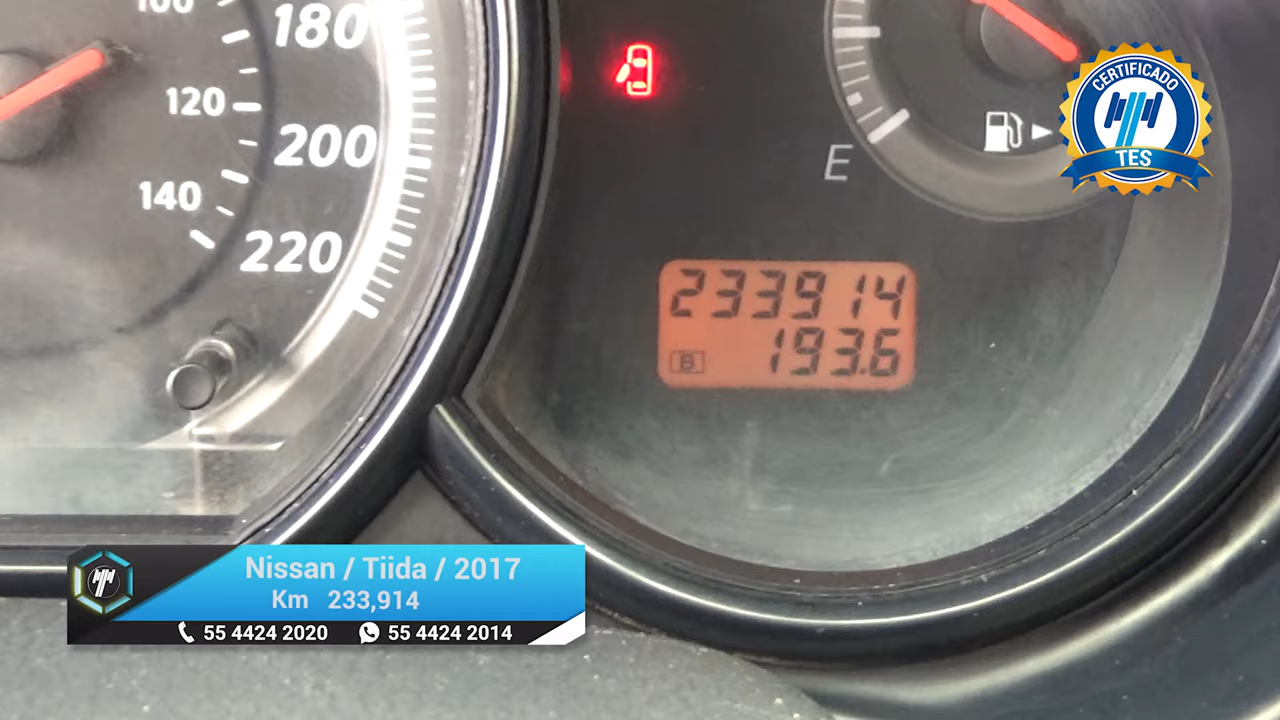 180
120
200
140
220
E
233914
B 193.6
CERTIFICADO
TES
Nissan / Tiida / 2017
Km 233,914
55 4424 2020 55 4424 2014